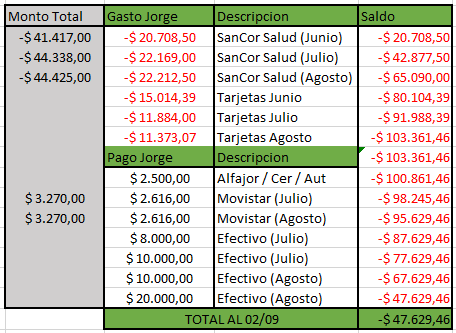 Monto Total Gasto Jorge Descripcion Saldo
-$ 41.417,00 -$ 20.708,50 SanCor Salud (Junio) -$ 20.708,50
-$ 44.338,00 -$ 22.169,00 SanCor Salud (Julio) -$ 42.877,50
-$ 44.425,00 -$ 22.212,50 SanCor Salud (Agosto) -$ 65.090,00
-$ 15.014,39 Tarjetas Junio -$ 80.104,39
-$ 11.884,00 Tarjetas Julio -$ 91.988,39
-$ 11.373,07 Tarjetas Agosto -$ 103.361,46
Pago Jorge Descripcion -$ 103.361,46
$ 2.500,00 Alfajor / Cer / Aut -$ 100.861,46
$ 3.270,00 $ 2.616,00 Movistar (Julio) -$ 98.245,46
$ 3.270,00 $ 2.616,00 Movistar (Agosto) -$ 95.629,46
$ 8.000,00 Efectivo (Julio) -$ 87.629,46
$ 10.000,00 Efectivo (Julio) -$ 77.629,46
$ 10.000,00 Efectivo (Agosto) -$ 67.629,46
$ 20.000,00 Efectivo (Agosto) -$ 47.629,46
TOTAL AL 02/09 -$ 47.629,46